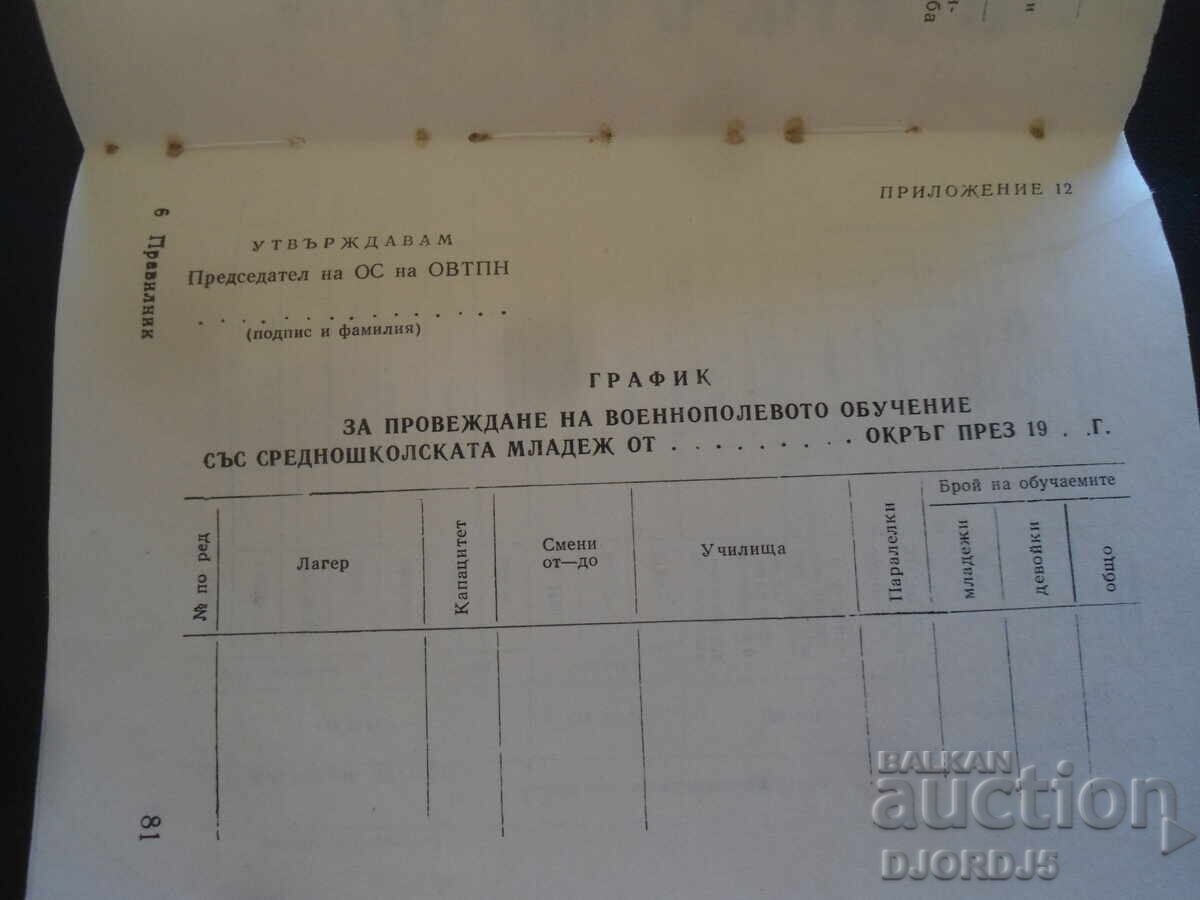 ПРИЛОЖЕНИЕ 12
УТВЪРЖДАВАМ
Председател на ОС на ОВТПН
. . . . . . . . . . . . . .
(подпис и фамилия)
ГРАФИК
ЗА ПРОВЕЖДАНЕ НА ВОЕННОПОЛЕВОТО ОБУЧЕНИЕ
СЪС СРЕДНОШКОЛСКАТА МЛАДЕЖ ОТ . . . . . . . . . ОКРЪГ ПРЕЗ 19 . . Г.
№ по ред
Лагер
Капацитет
Смени
от—до
Училища
Паралелки
Брой на обучаемите
младежи
девойки
общо
6 Правилник
81
BALKAN
auction
DJORDJ5